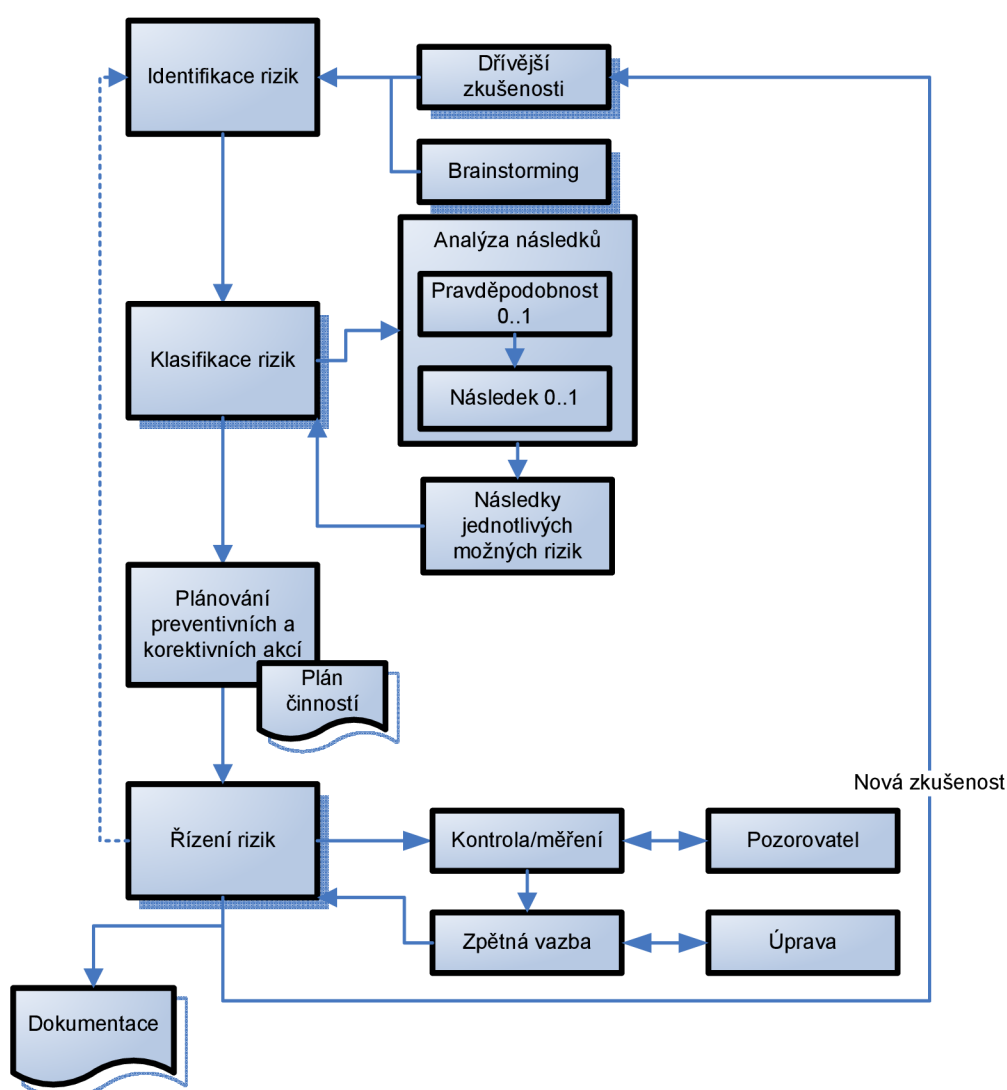 Identifikace rizik
Dřívější
zkušenosti
Brainstorming
Analýza následků
Pravděpodobnost
0..1
Klasifikace rizik
Následek 0..1
Následky
jednotlivých
možných rizik
Plánování
preventivních a
korektivních akcí
Plán
činností
Nová zkušenost
Řízení rizik
Kontrola/měření
Pozorovatel
Zpětná vazba
Úprava
Dokumentace